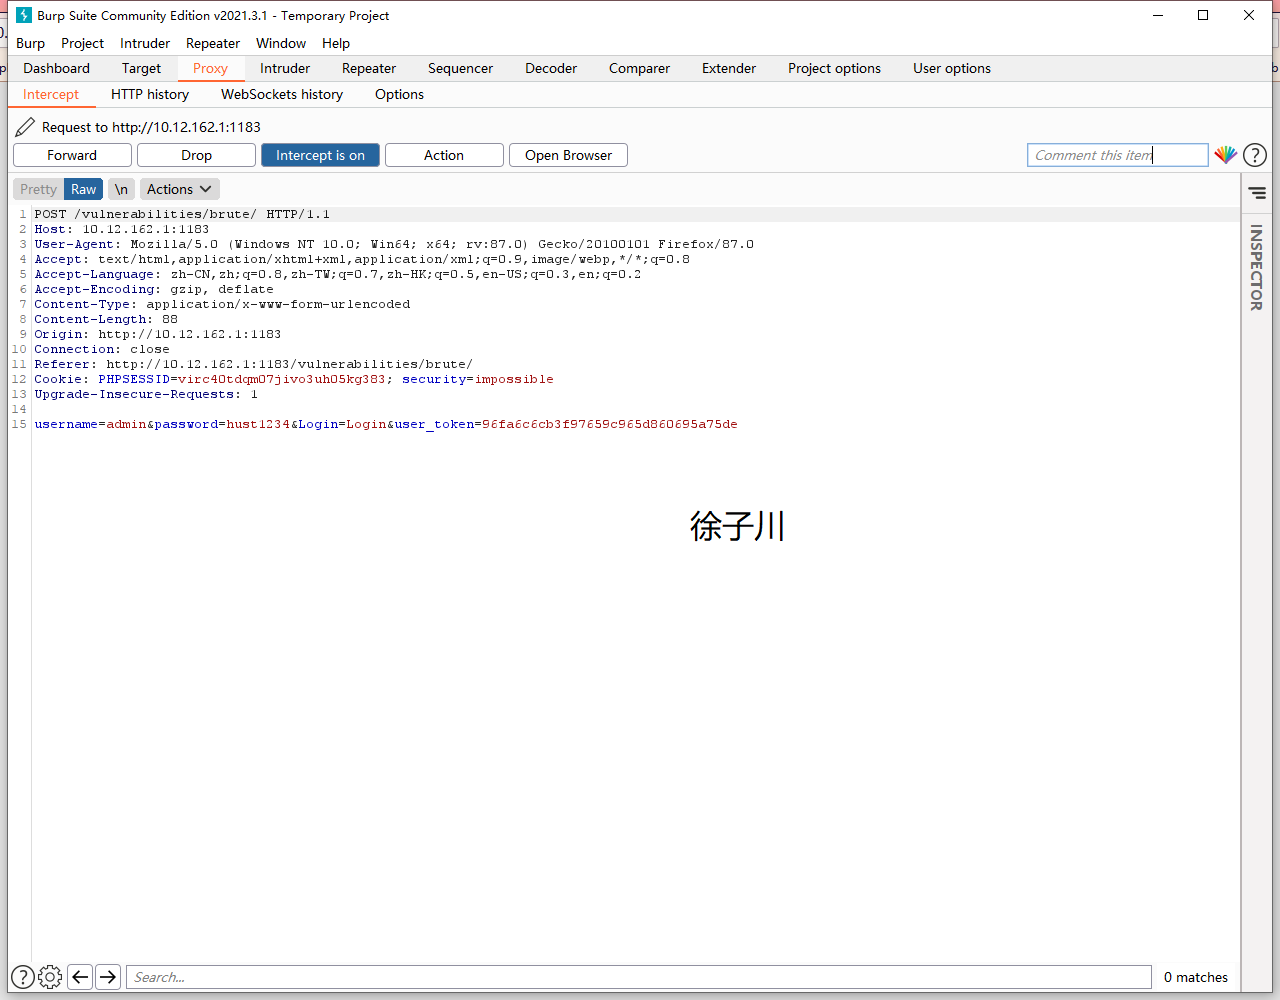 Burp Suite Community Edition v2021.3.1 - Temporary Project
Burp Project Intruder Repeater Window Help
Dashboard Target Proxy Intruder Repeater Sequencer Decoder Comparer Extender Project options User options
Intercept HTTP history WebSockets history Options
Request to http://10.12.162.1:1183
Forward Drop Intercept is on Action Open Browser Comment this item ?
Pretty Raw \n Actions
INSPECTOR
1 POST /vulnerabilities/brute/ HTTP/1.1
2 Host: 10.12.162.1:1183
3 User-Agent: Mozilla/5.0 (Windows NT 10.0; Win64; x64; rv:87.0) Gecko/20100101 Firefox/87.0
4 Accept: text/html,application/xhtml+xml,application/xml;q=0.9,image/webp,*/*;q=0.8
5 Accept-Language: zh-CN,zh;q=0.8,zh-TW;q=0.7,zh-HK;q=0.5,en-US;q=0.3,en;q=0.2
6 Accept-Encoding: gzip, deflate
7 Content-Type: application/x-www-form-urlencoded
8 Content-Length: 88
9 Origin: http://10.12.162.1:1183
10 Connection: close
11 Referer: http://10.12.162.1:1183/vulnerabilities/brute/
12 Cookie: PHPSESSID=virc40tdqm07jivo3uh05kg383; security=impossible
13 Upgrade-Insecure-Requests: 1
14
15 username=admin&password=hust1234&Login=Login&user_token=96fa6c6cb3f97659c965d860695a75de
徐子川
? Search... 0 matches